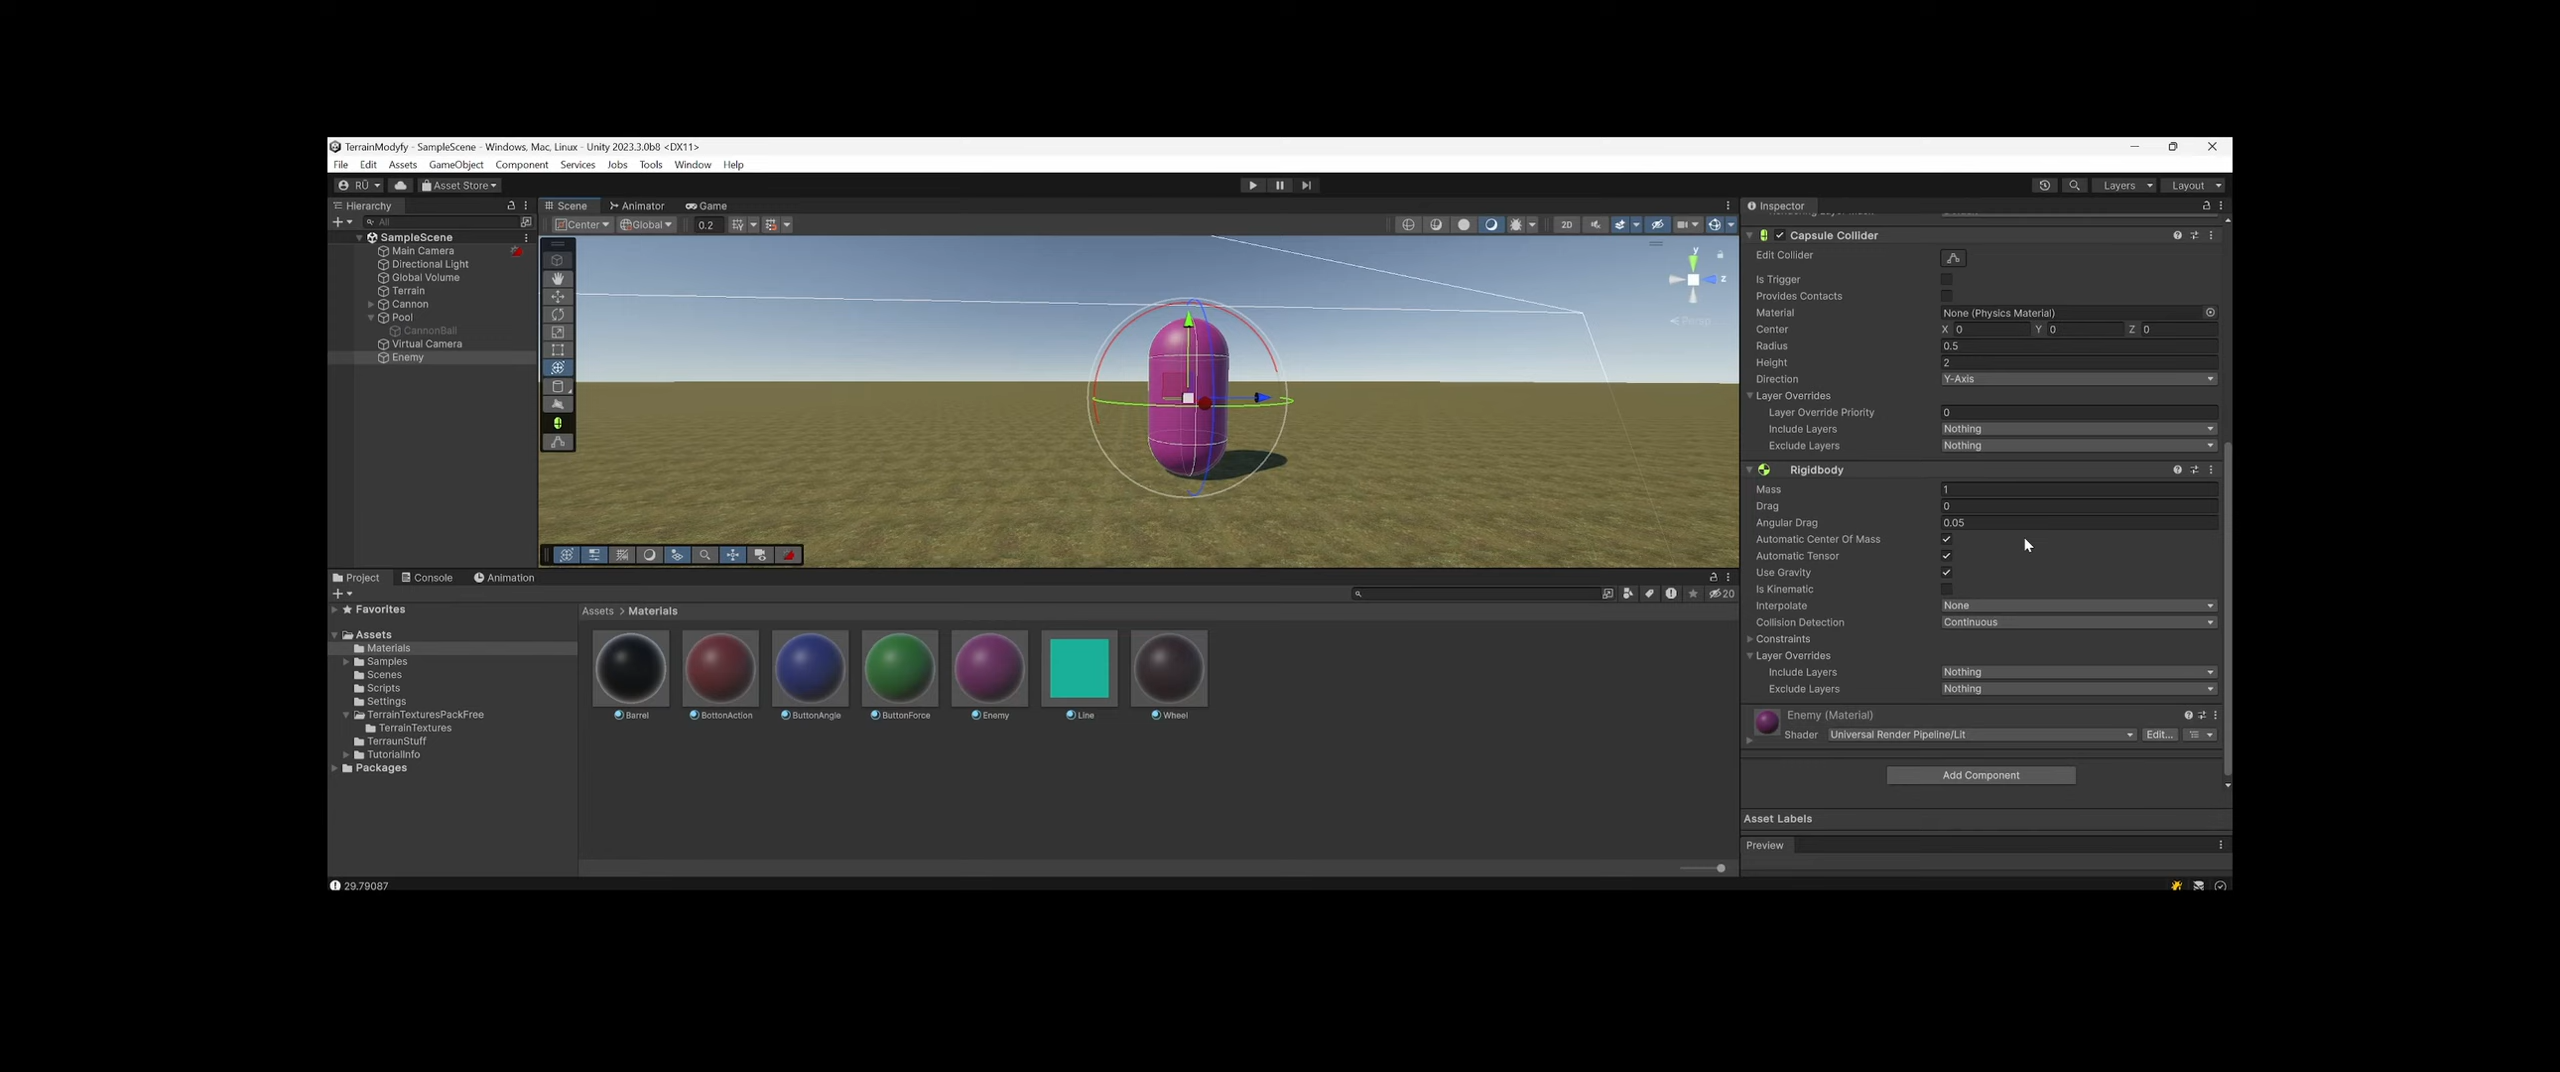 TerrainModyfy - SampleScene - Windows, Mac, Linux - Unity 2023.3.0b8 <DX11>
File Edit Assets GameObject Component Services Jobs Tools Window Help
RÜ Asset Store Layers Layout
Hierarchy
All
SampleScene
Main Camera
Directional Light
Global Volume
Terrain
Cannon
Pool
CannonBall
Virtual Camera
Enemy
Scene Animator Game
Center Global 0.2 2D
y
z
Persp
Inspector
Capsule Collider
Edit Collider
Is Trigger
Provides Contacts
Material None (Physics Material)
Center X 0 Y 0 Z 0
Radius 0.5
Height 2
Direction Y-Axis
Layer Overrides
Layer Override Priority 0
Include Layers Nothing
Exclude Layers Nothing
Rigidbody
Mass 1
Drag 0
Angular Drag 0.05
Automatic Center Of Mass
Automatic Tensor
Use Gravity
Is Kinematic
Interpolate None
Collision Detection Continuous
Constraints
Layer Overrides
Include Layers Nothing
Exclude Layers Nothing
Enemy (Material)
Shader Universal Render Pipeline/Lit Edit...
Add Component
Asset Labels
Preview
Project Console Animation
20
Favorites
Assets
Materials
Samples
Scenes
Scripts
Settings
TerrainTexturesPackFree
TerrainTextures
TerraunStuff
TutorialInfo
Packages
Assets > Materials
Barrel BottonAction ButtonAngle ButtonForce Enemy Line Wheel
29.79087